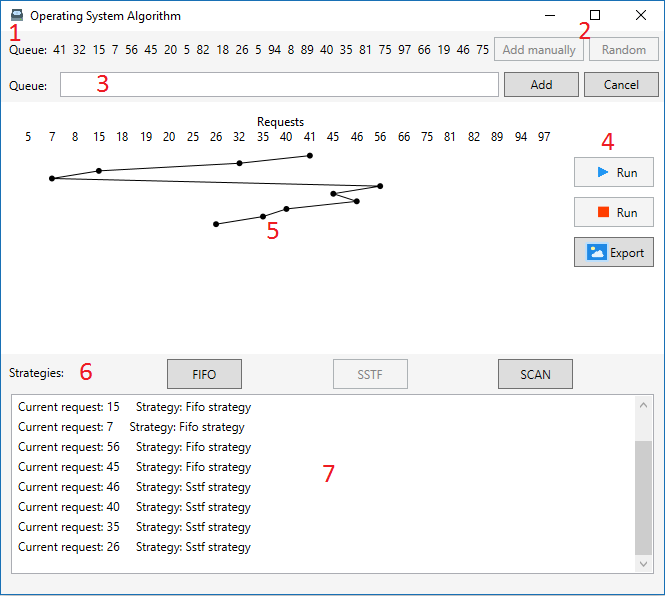 Operating System Algorithm
1
2
Queue: 41 32 15 7 56 45 20 5 82 18 26 5 94 8 89 40 35 81 75 97 66 19 46 75 Add manually Random
Queue: 3 Add Cancel
Requests
5 7 8 15 18 19 20 25 26 32 35 40 41 45 46 56 66 75 81 82 89 94 97
4
Run
Run
5
Export
Strategies: 6 FIFO SSTF SCAN
Current request: 15 Strategy: Fifo strategy
Current request: 7 Strategy: Fifo strategy
Current request: 56 Strategy: Fifo strategy
Current request: 45 Strategy: Fifo strategy
7
Current request: 46 Strategy: Sstf strategy
Current request: 40 Strategy: Sstf strategy
Current request: 35 Strategy: Sstf strategy
Current request: 26 Strategy: Sstf strategy